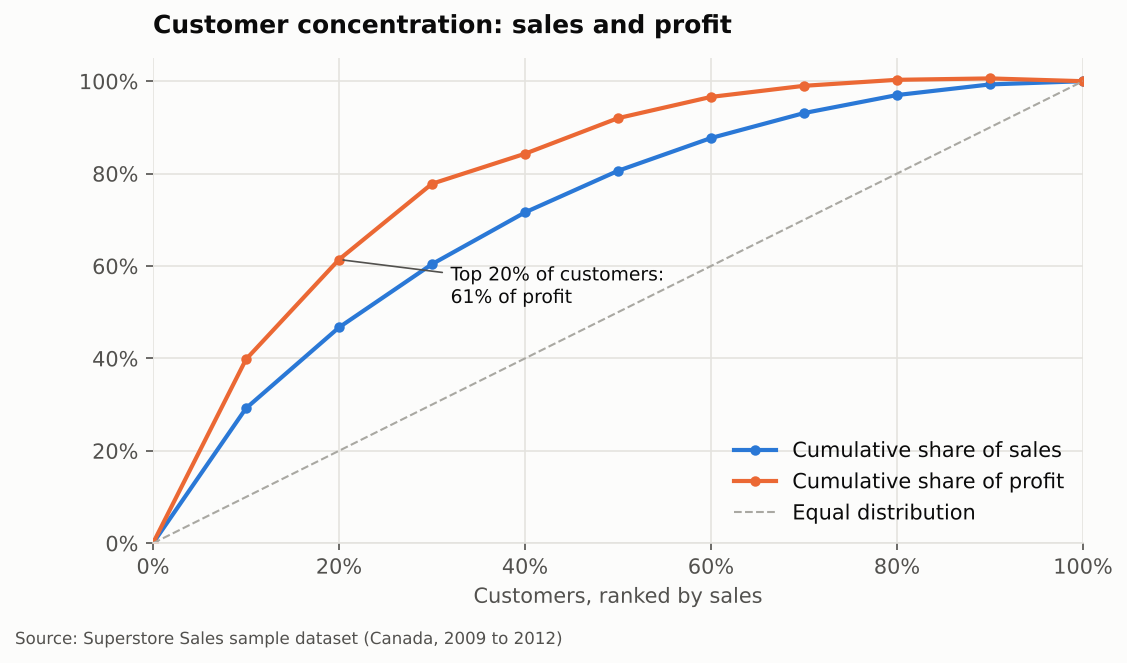 Customer concentration: sales and profit
100%
80%
60%
40%
20%
0%
Top 20% of customers:
61% of profit
Cumulative share of sales
Cumulative share of profit
Equal distribution
0% 20% 40% 60% 80% 100%
Customers, ranked by sales
Source: Superstore Sales sample dataset (Canada, 2009 to 2012)